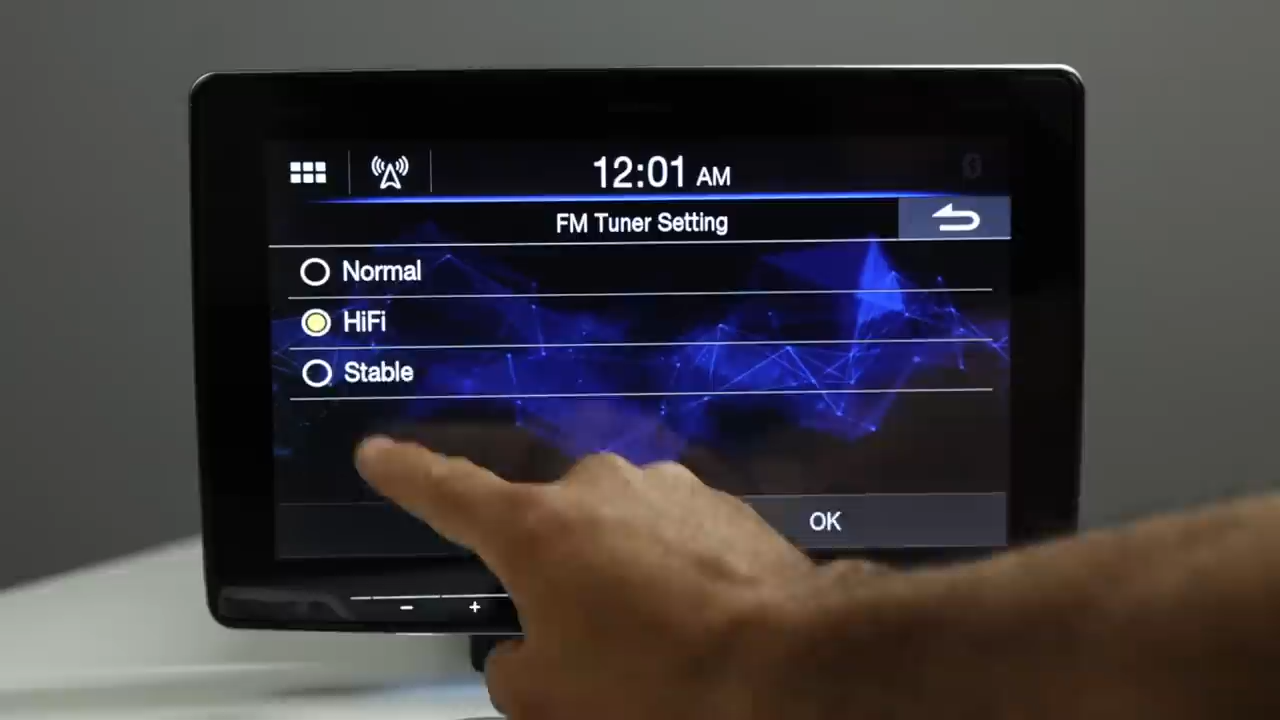 12:01 AM
FM Tuner Setting
Normal
HiFi
Stable
OK
- +